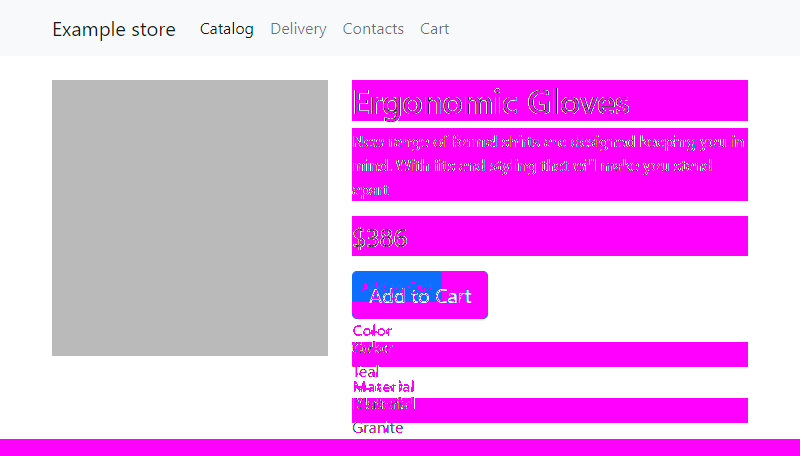 Example store Catalog Delivery Contacts Cart
Ergonomic Gloves
New range of formal shirts are designed keeping you in
mind. With fits and styling that will make you stand
apart
$386
Add to Cart
Color
Color
Teal
Material
Material
Granite